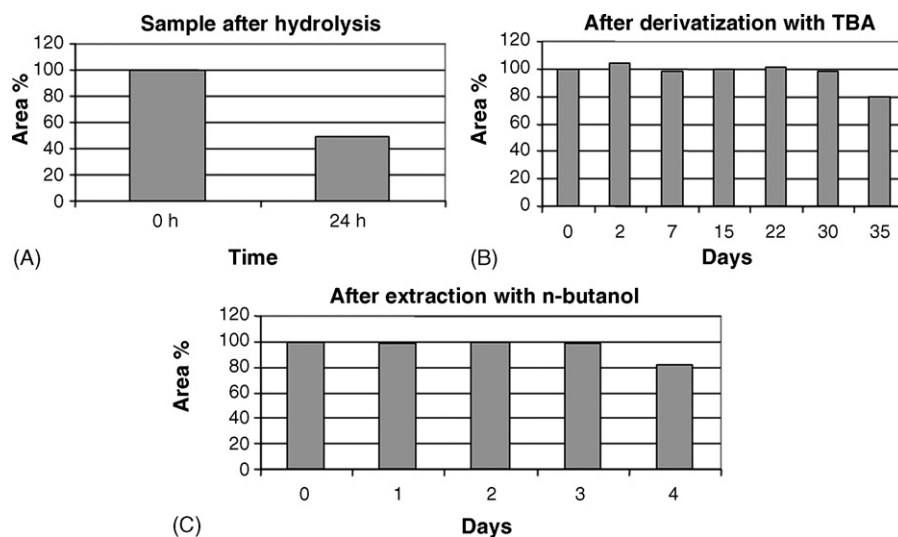 Sample after hydrolysis
Area %
120
100
80
60
40
20
0
0 h 24 h
(A) Time
After derivatization with TBA
Area %
120
100
80
60
40
20
0
0 2 7 15 22 30 35
(B) Days
After extraction with n-butanol
Area %
120
100
80
60
40
20
0
0 1 2 3 4
(C) Days